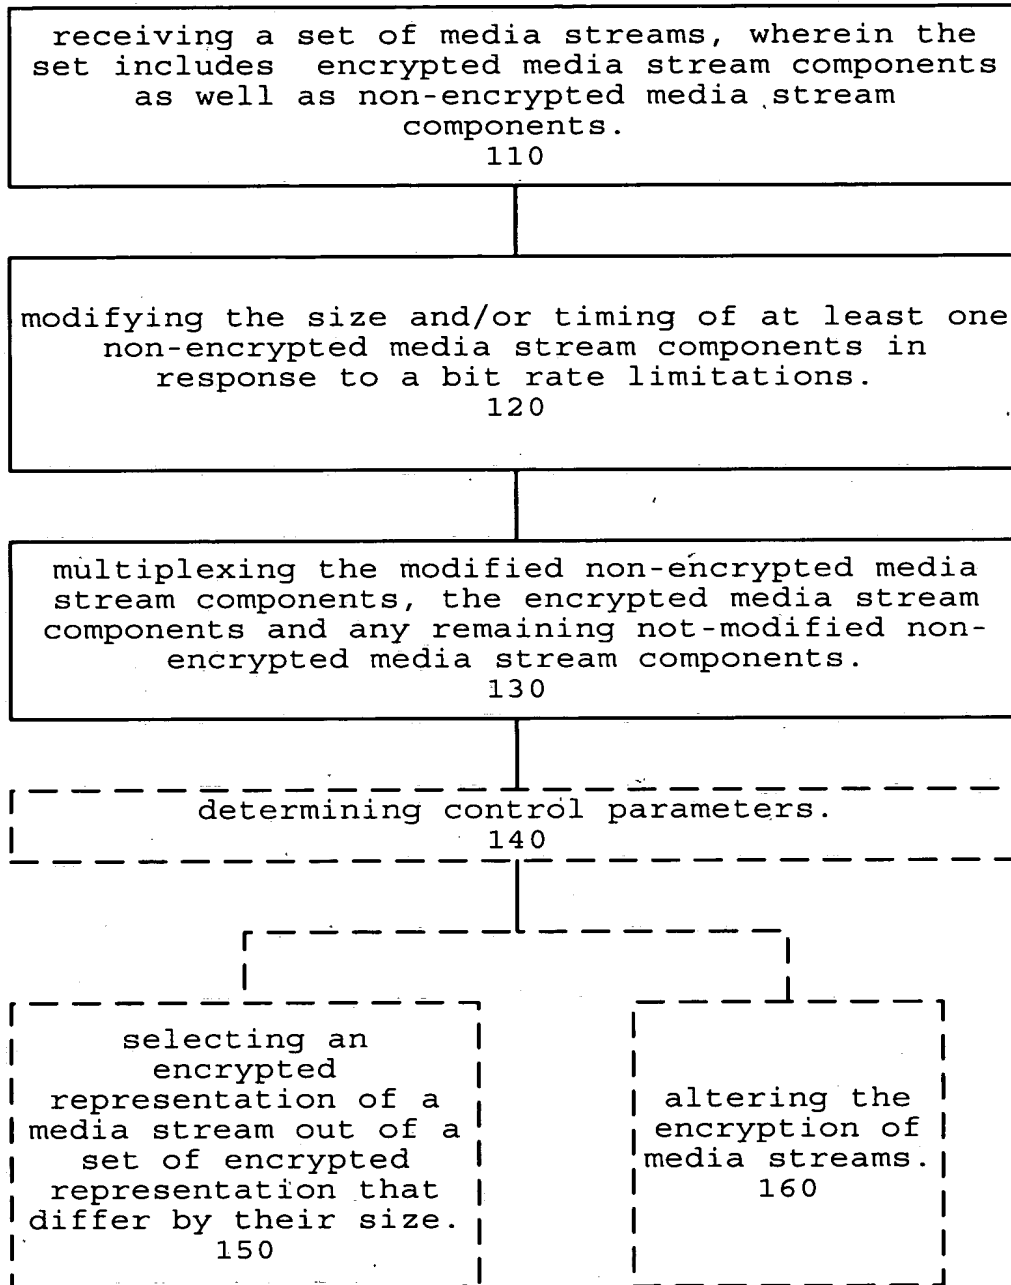 receiving a set of media streams, wherein the
set includes encrypted media stream components
as well as non-encrypted media stream
components.
110
modifying the size and/or timing of at least one
non-encrypted media stream components in
response to a bit rate limitations.
120
multiplexing the modified non-encrypted media
stream components, the encrypted media stream
components and any remaining not-modified non-
encrypted media stream components.
130
determining control parameters.
140
selecting an
encrypted
representation of a
media stream out of a
set of encrypted
representation that
differ by their size.
150
altering the
encryption of
media streams.
160